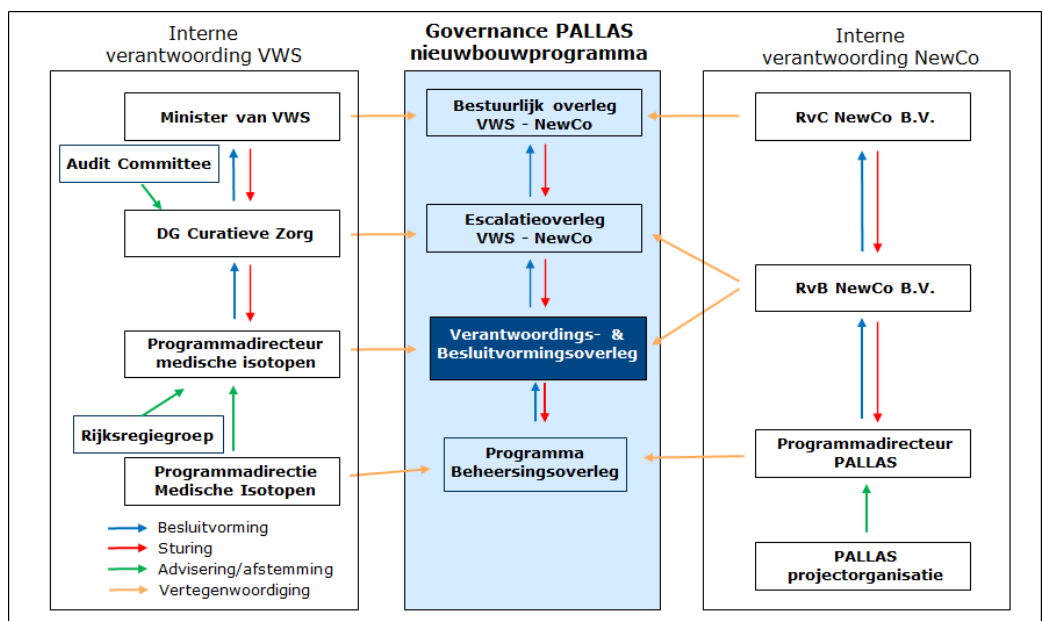 Interne
verantwoording VWS
Minister van VWS
Audit Committee
DG Curatieve Zorg
Programmadirecteur
medische isotopen
Rijksregiegroep
Programmadirectie
Medische Isotopen
Besluitvorming
Sturing
Advisering/afstemming
Vertegenwoordiging
Governance PALLAS
nieuwbouwprogramma
Bestuurlijk overleg
VWS - NewCo
Escalatieoverleg
VWS - NewCo
Verantwoordings- &
Besluitvormingsoverleg
Programma
Beheersingsoverleg
Interne
verantwoording NewCo
RvC NewCo B.V.
RvB NewCo B.V.
Programmadirecteur
PALLAS
PALLAS
projectorganisatie